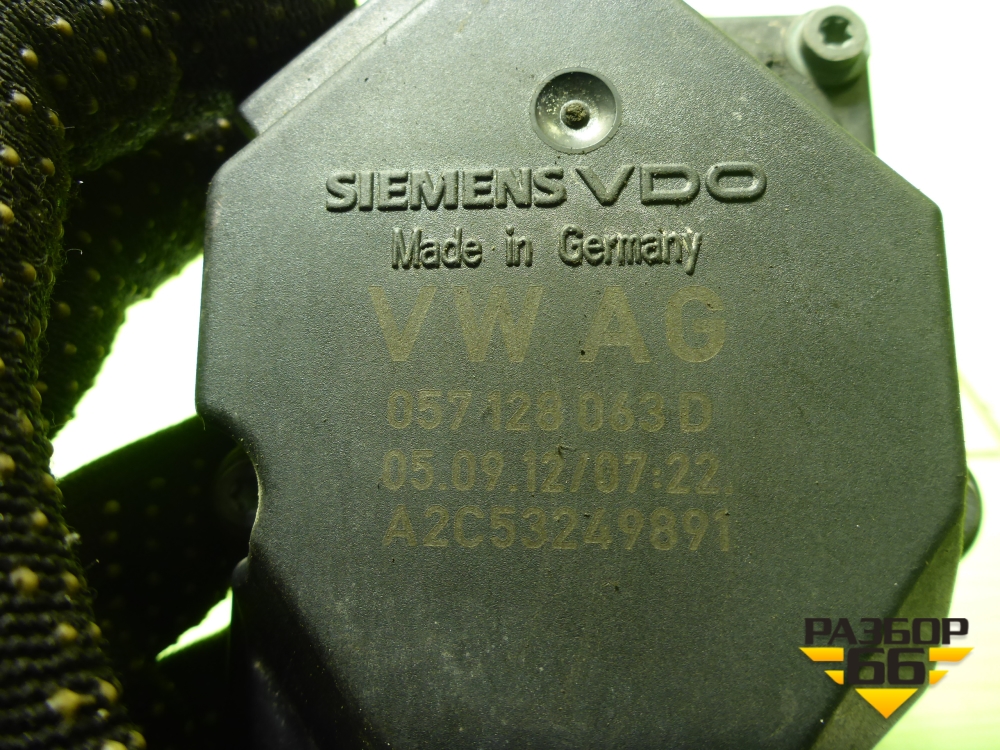 SIEMENS VDO
Made in Germany
VW AG
057 128 063 D
05.09.12/07:22
A2C53249891
РАЗБОР
66